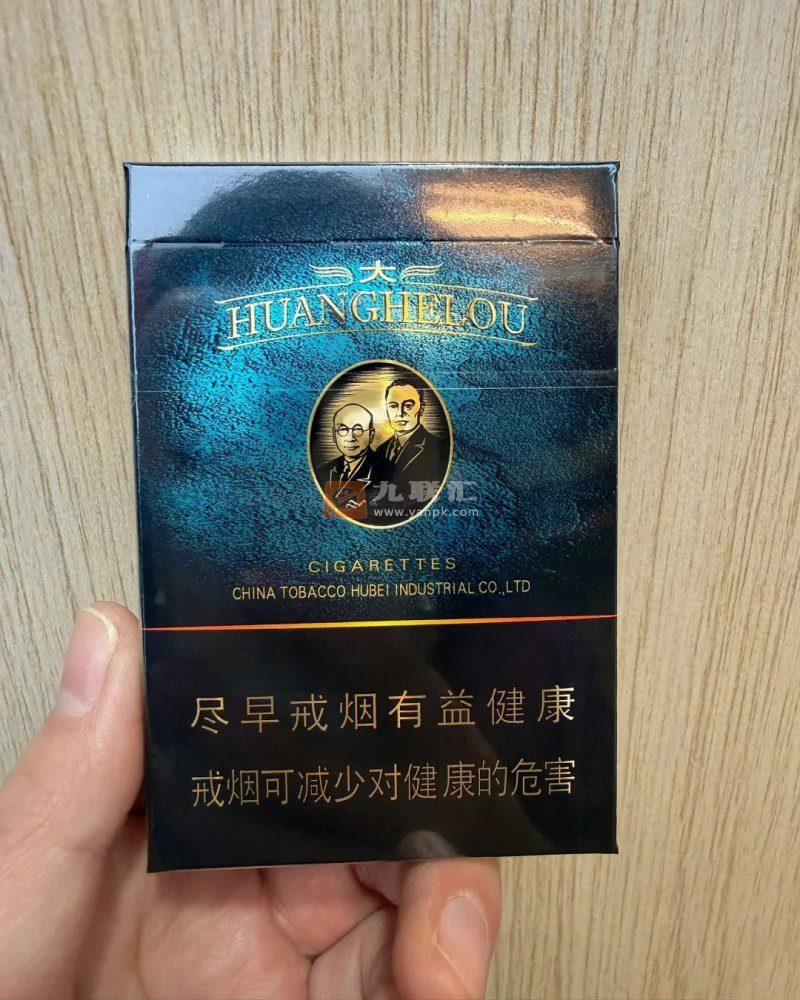 大
HUANGHELOU
九联汇
www.yanpk.com
CIGARETTES
CHINA TOBACCO HUBEI INDUSTRIAL CO.,LTD
尽早戒烟有益健康
戒烟可减少对健康的危害